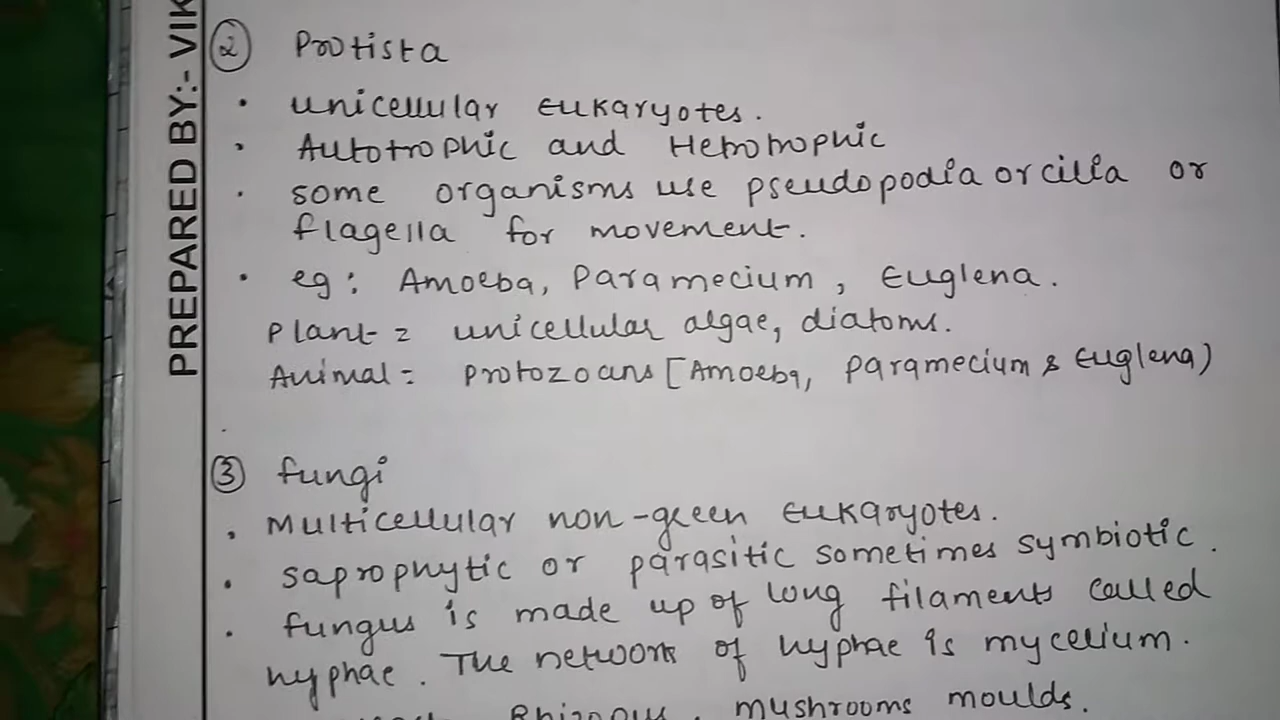 PREPARED BY:- VIK
② Protista
• unicellular Eukaryotes.
• Autotrophic and Hetrotrophic
• some organisms use pseudopodia or cilia or
flagella for movement.
• eg: Amoeba, Paramecium, Euglena.
Plant = unicellular algae, diatoms.
Animal = Protozoans [Amoeba, paramecium & Euglena)
③ fungi
• Multicellular non-green Eukaryotes.
• saprophytic or parasitic sometimes symbiotic.
• fungus is made up of long filaments called
hyphae. The network of hyphae is mycelium.
Rhizopus, mushrooms moulds.